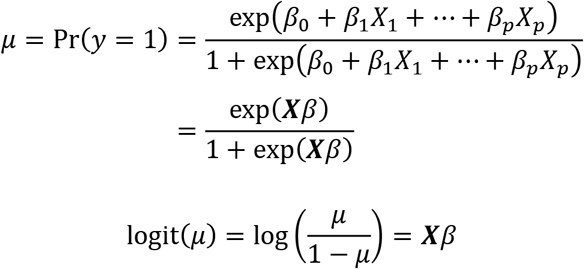 μ = Pr(y = 1) = exp(β₀ + β₁X₁ + ⋯ + βₚXₚ) / 1 + exp(β₀ + β₁X₁ + ⋯ + βₚXₚ)
= exp(Xβ) / 1 + exp(Xβ)
logit(μ) = log(μ / 1 − μ) = Xβ